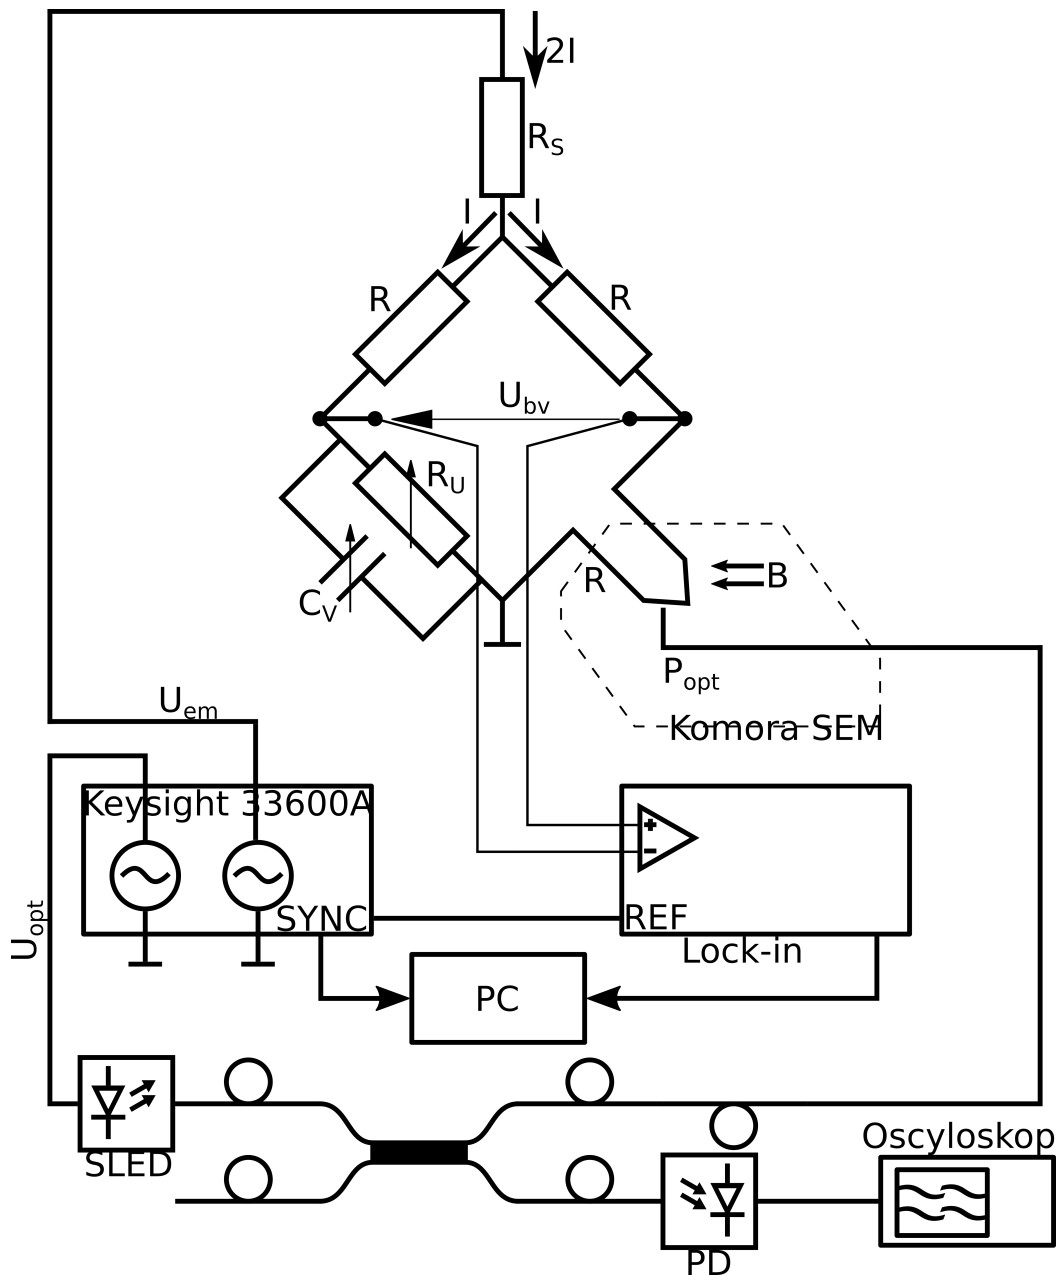 2I
R_S
I I
R R
U_bv
R_U
R
B
C_V
P_opt
U_em
Komora SEM
Keysight 33600A
+
-
U_opt
SYNC
REF
Lock-in
PC
Oscyloskop
SLED
PD